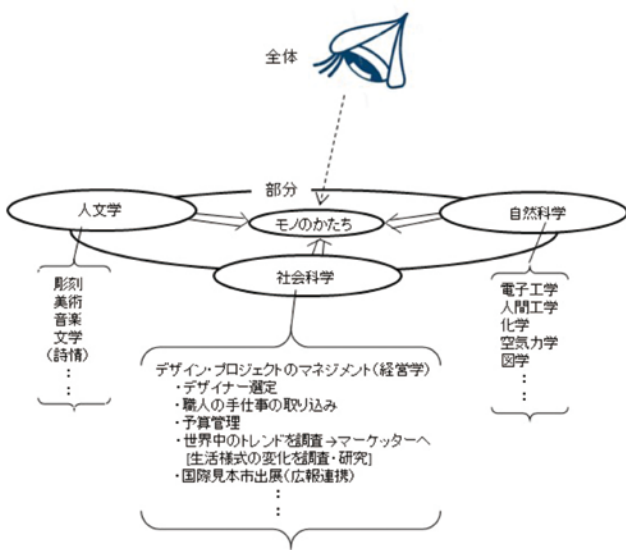 全体
部分
人文学
モノのかたち
自然科学
社会科学
彫刻
美術
音楽
文学
(詩情)
電子工学
人間工学
化学
空気力学
図学
デザイン・プロジェクトのマネジメント(経営学)
・デザイナー選定
・職人の手仕事の取り込み
・予算管理
・世界中のトレンドを調査→マーケッターへ
[生活様式の変化を調査・研究]
・国際見本市出展(広報連携)